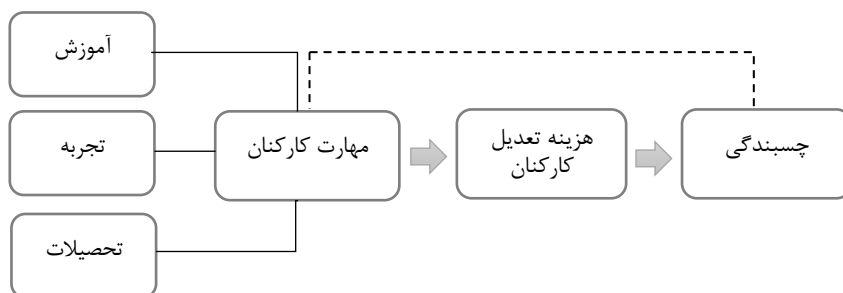 آموزش
تجربه
تحصیلات
مهارت کارکنان
هزینه تعدیل
کارکنان
چسبندگی